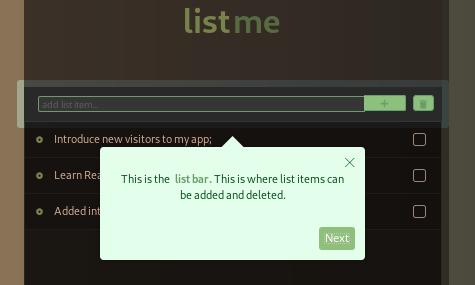 listme
add list item...
Introduce new visitors to my app;
Learn Rea
Added int
This is the list bar. This is where list items can
be added and deleted.
Next